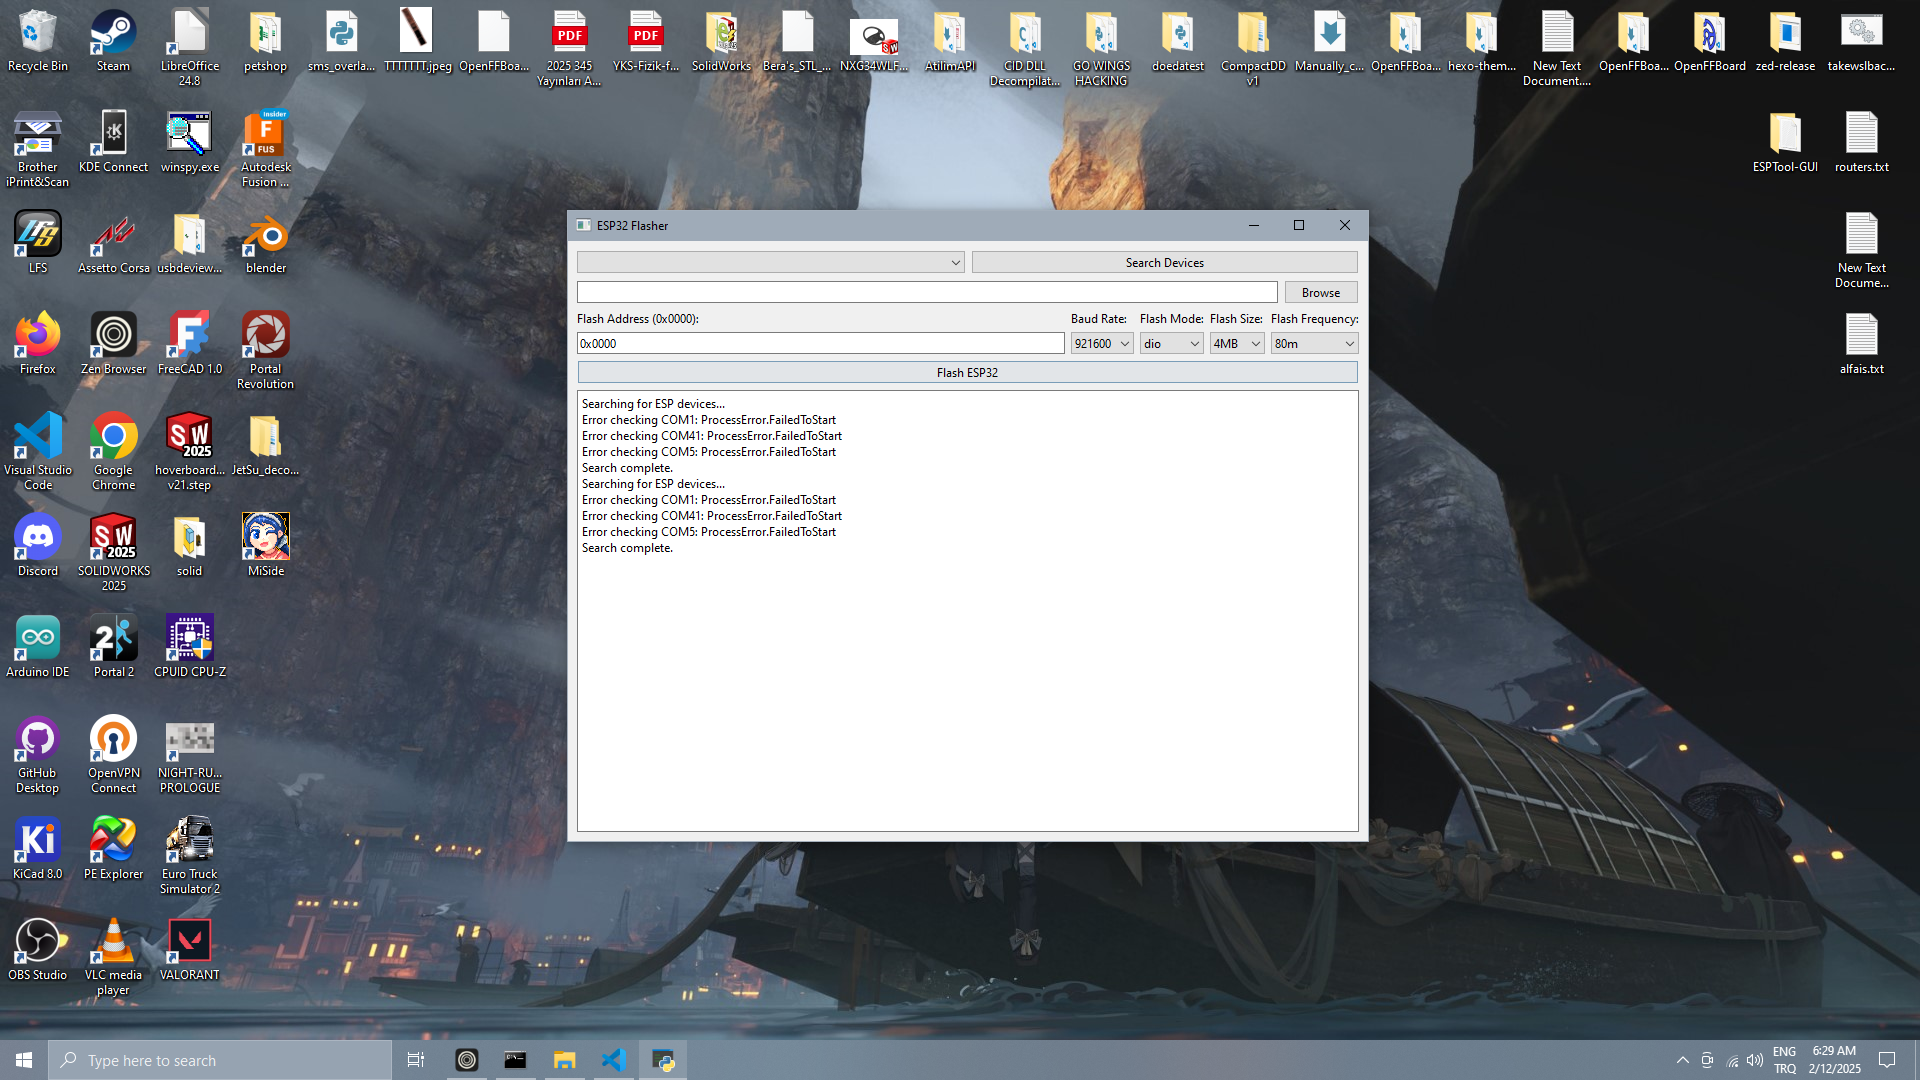 Recycle Bin
Steam
LibreOffice
24.8
petshop
sms_overla...
TTTTTTT.jpeg
OpenFFBoa...
PDF
2025 345
Yayınları A...
PDF
YKS-Fizik-f...
SolidWorks
Bera's_STL_...
NXG34WLF...
AtilimAPI
CID DLL
Decompilat...
GO WINGS
HACKING
doedatest
CompactDD
v1
Manually_c...
OpenFFBoa...
hexo-them...
New Text
Document....
OpenFFBoa...
OpenFFBoard
zed-release
takewslbac...
Brother
iPrint&Scan
KDE Connect
winspy.exe
Insider
FUS
Autodesk
Fusion ...
ESPTool-GUI
routers.txt
LFS
Assetto Corsa
usbdeview...
blender
New Text
Docume...
Firefox
Zen Browser
FreeCAD 1.0
Portal
Revolution
alfais.txt
Visual Studio
Code
Google
Chrome
SW
2025
hoverboard...
v21.step
JetSu_deco...
Discord
SW
2025
SOLIDWORKS
2025
solid
MiSide
Arduino IDE
2
Portal 2
CPUID CPU-Z
GitHub
Desktop
OpenVPN
Connect
NIGHT-RU...
PROLOGUE
Ki
KiCad 8.0
PE Explorer
Euro Truck
Simulator 2
OBS Studio
VLC media
player
VALORANT
ESP32 Flasher
Search Devices
Browse
Flash Address (0x0000):
Baud Rate:
Flash Mode:
Flash Size:
Flash Frequency:
0x0000
921600
dio
4MB
80m
Flash ESP32
Searching for ESP devices...
Error checking COM1: ProcessError.FailedToStart
Error checking COM41: ProcessError.FailedToStart
Error checking COM5: ProcessError.FailedToStart
Search complete.
Searching for ESP devices...
Error checking COM1: ProcessError.FailedToStart
Error checking COM41: ProcessError.FailedToStart
Error checking COM5: ProcessError.FailedToStart
Search complete.
Type here to search
ENG
TRQ
6:29 AM
2/12/2025